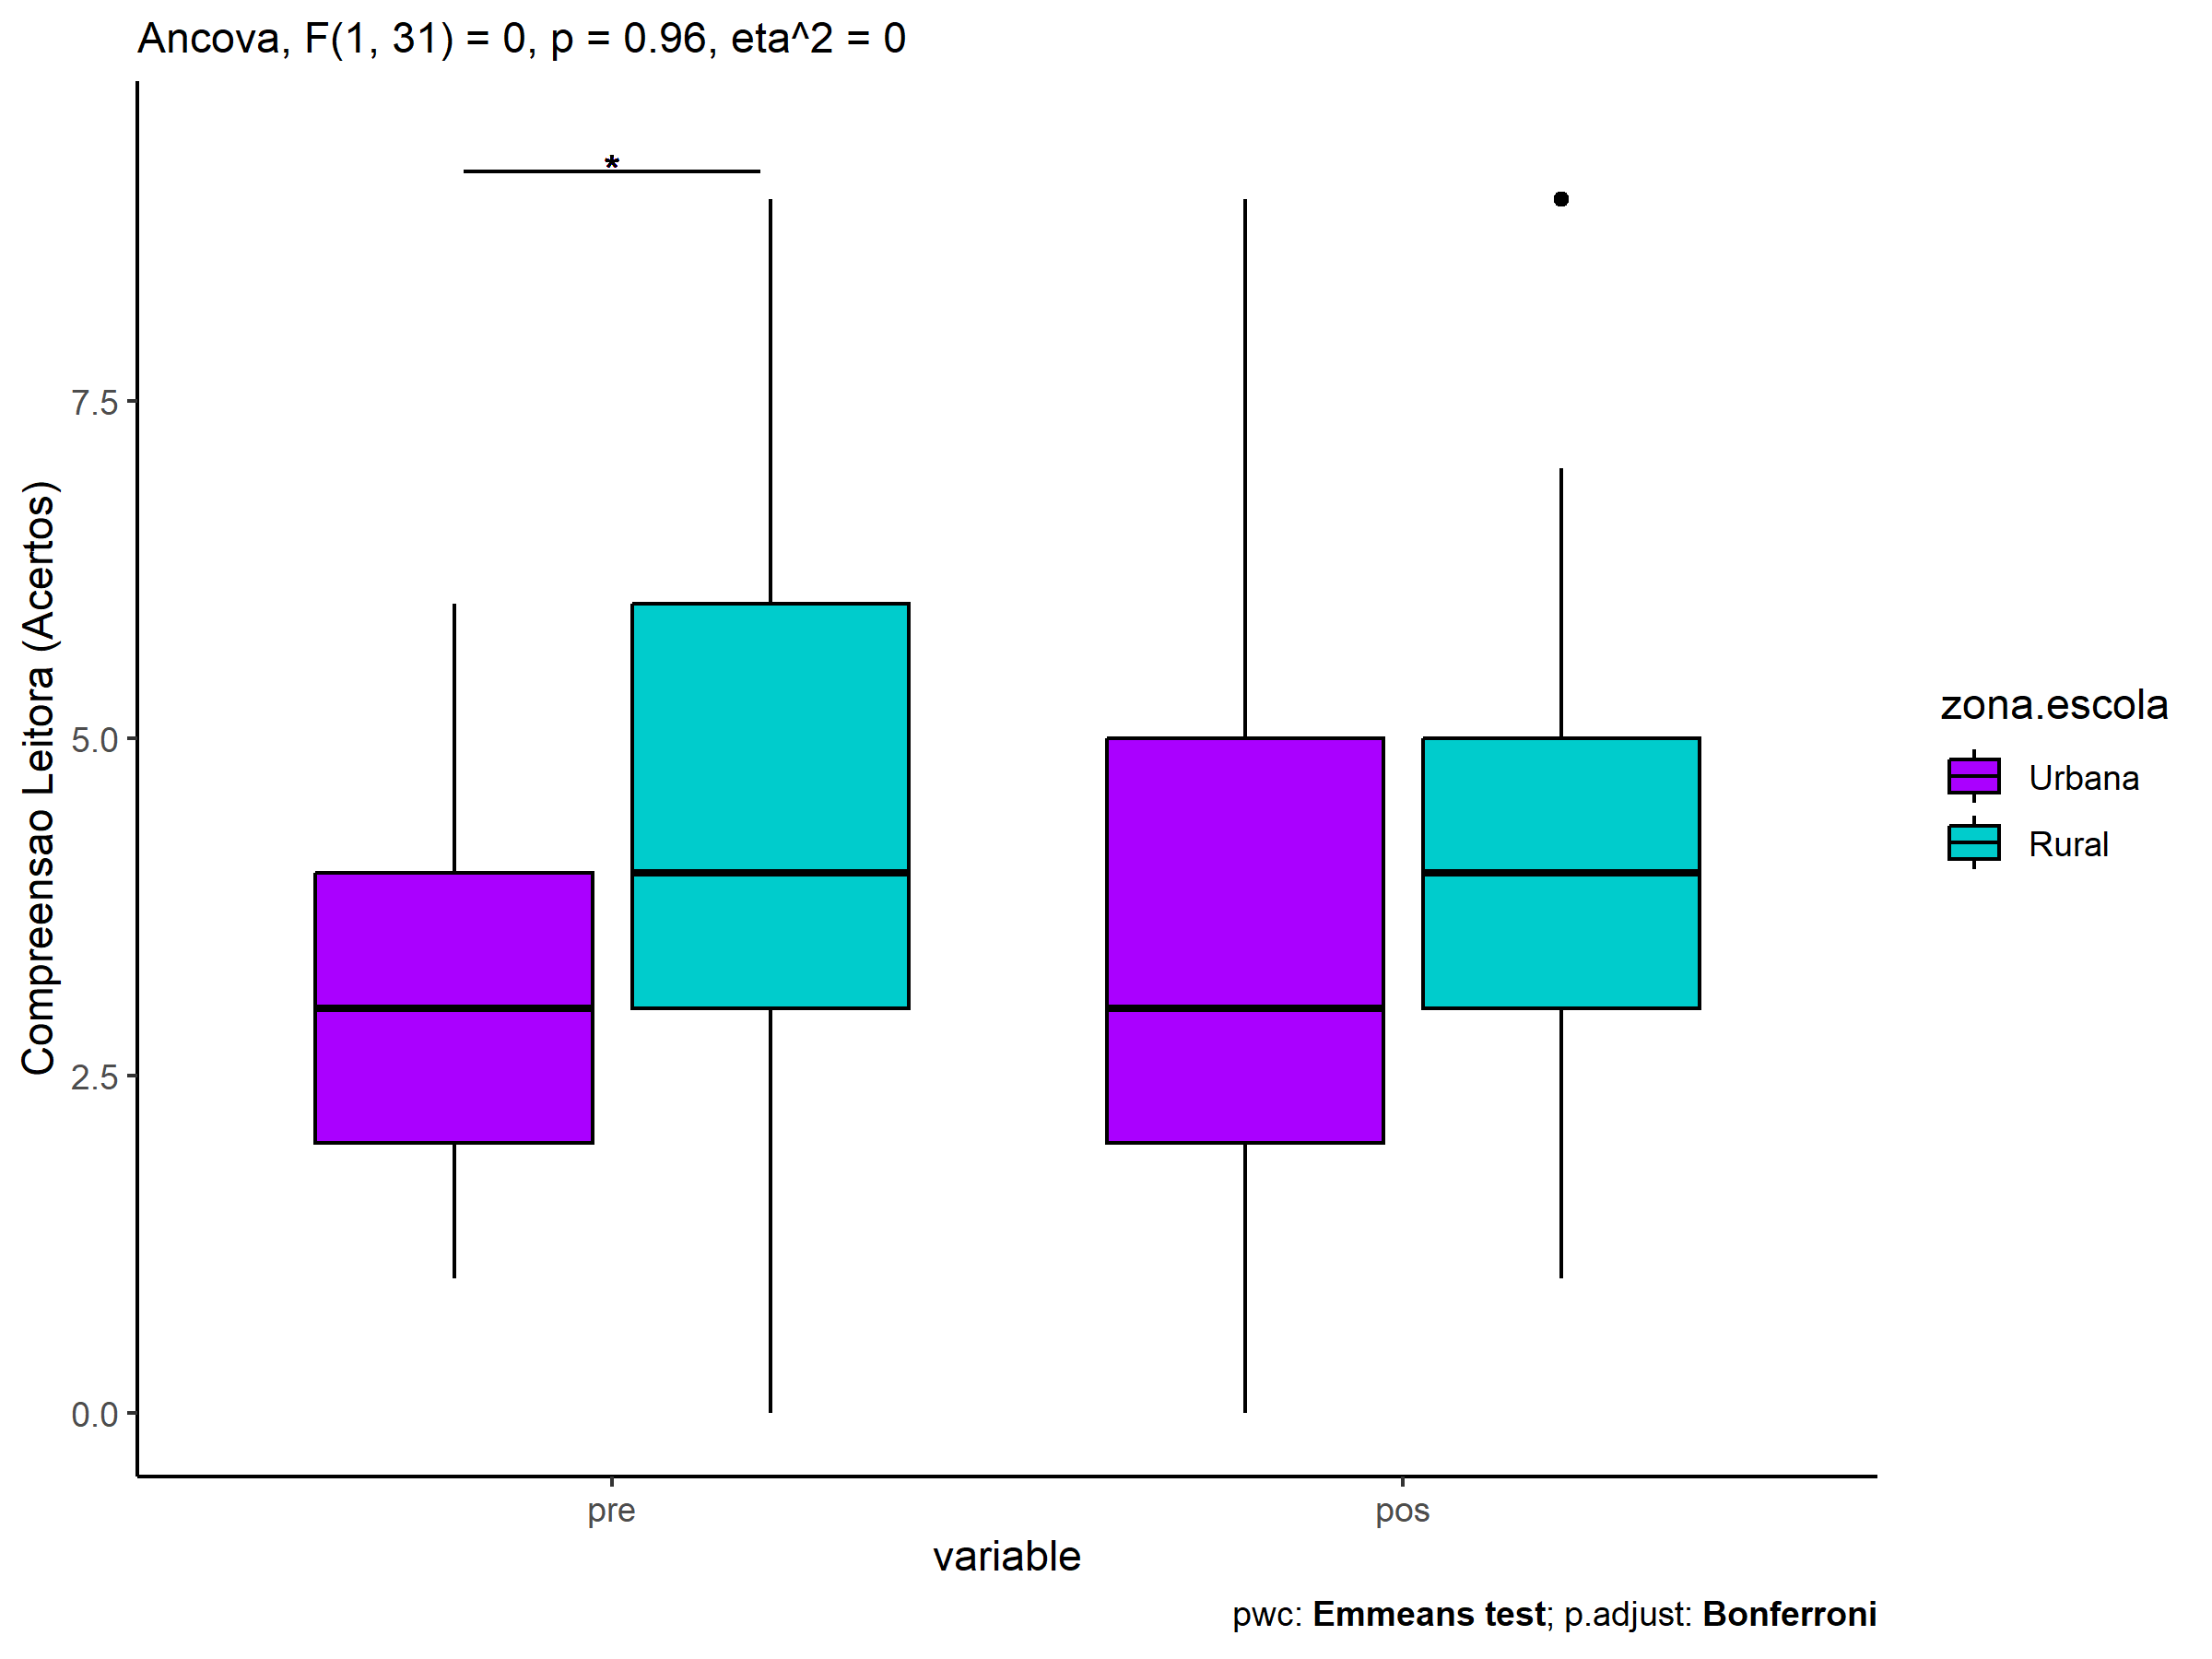 Ancova, F(1, 31) = 0, p = 0.96, eta^2 = 0
*
Compreensao Leitora (Acertos)
7.5
5.0
2.5
0.0
pre
pos
variable
zona.escola
Urbana
Rural
pwc: Emmeans test; p.adjust: Bonferroni